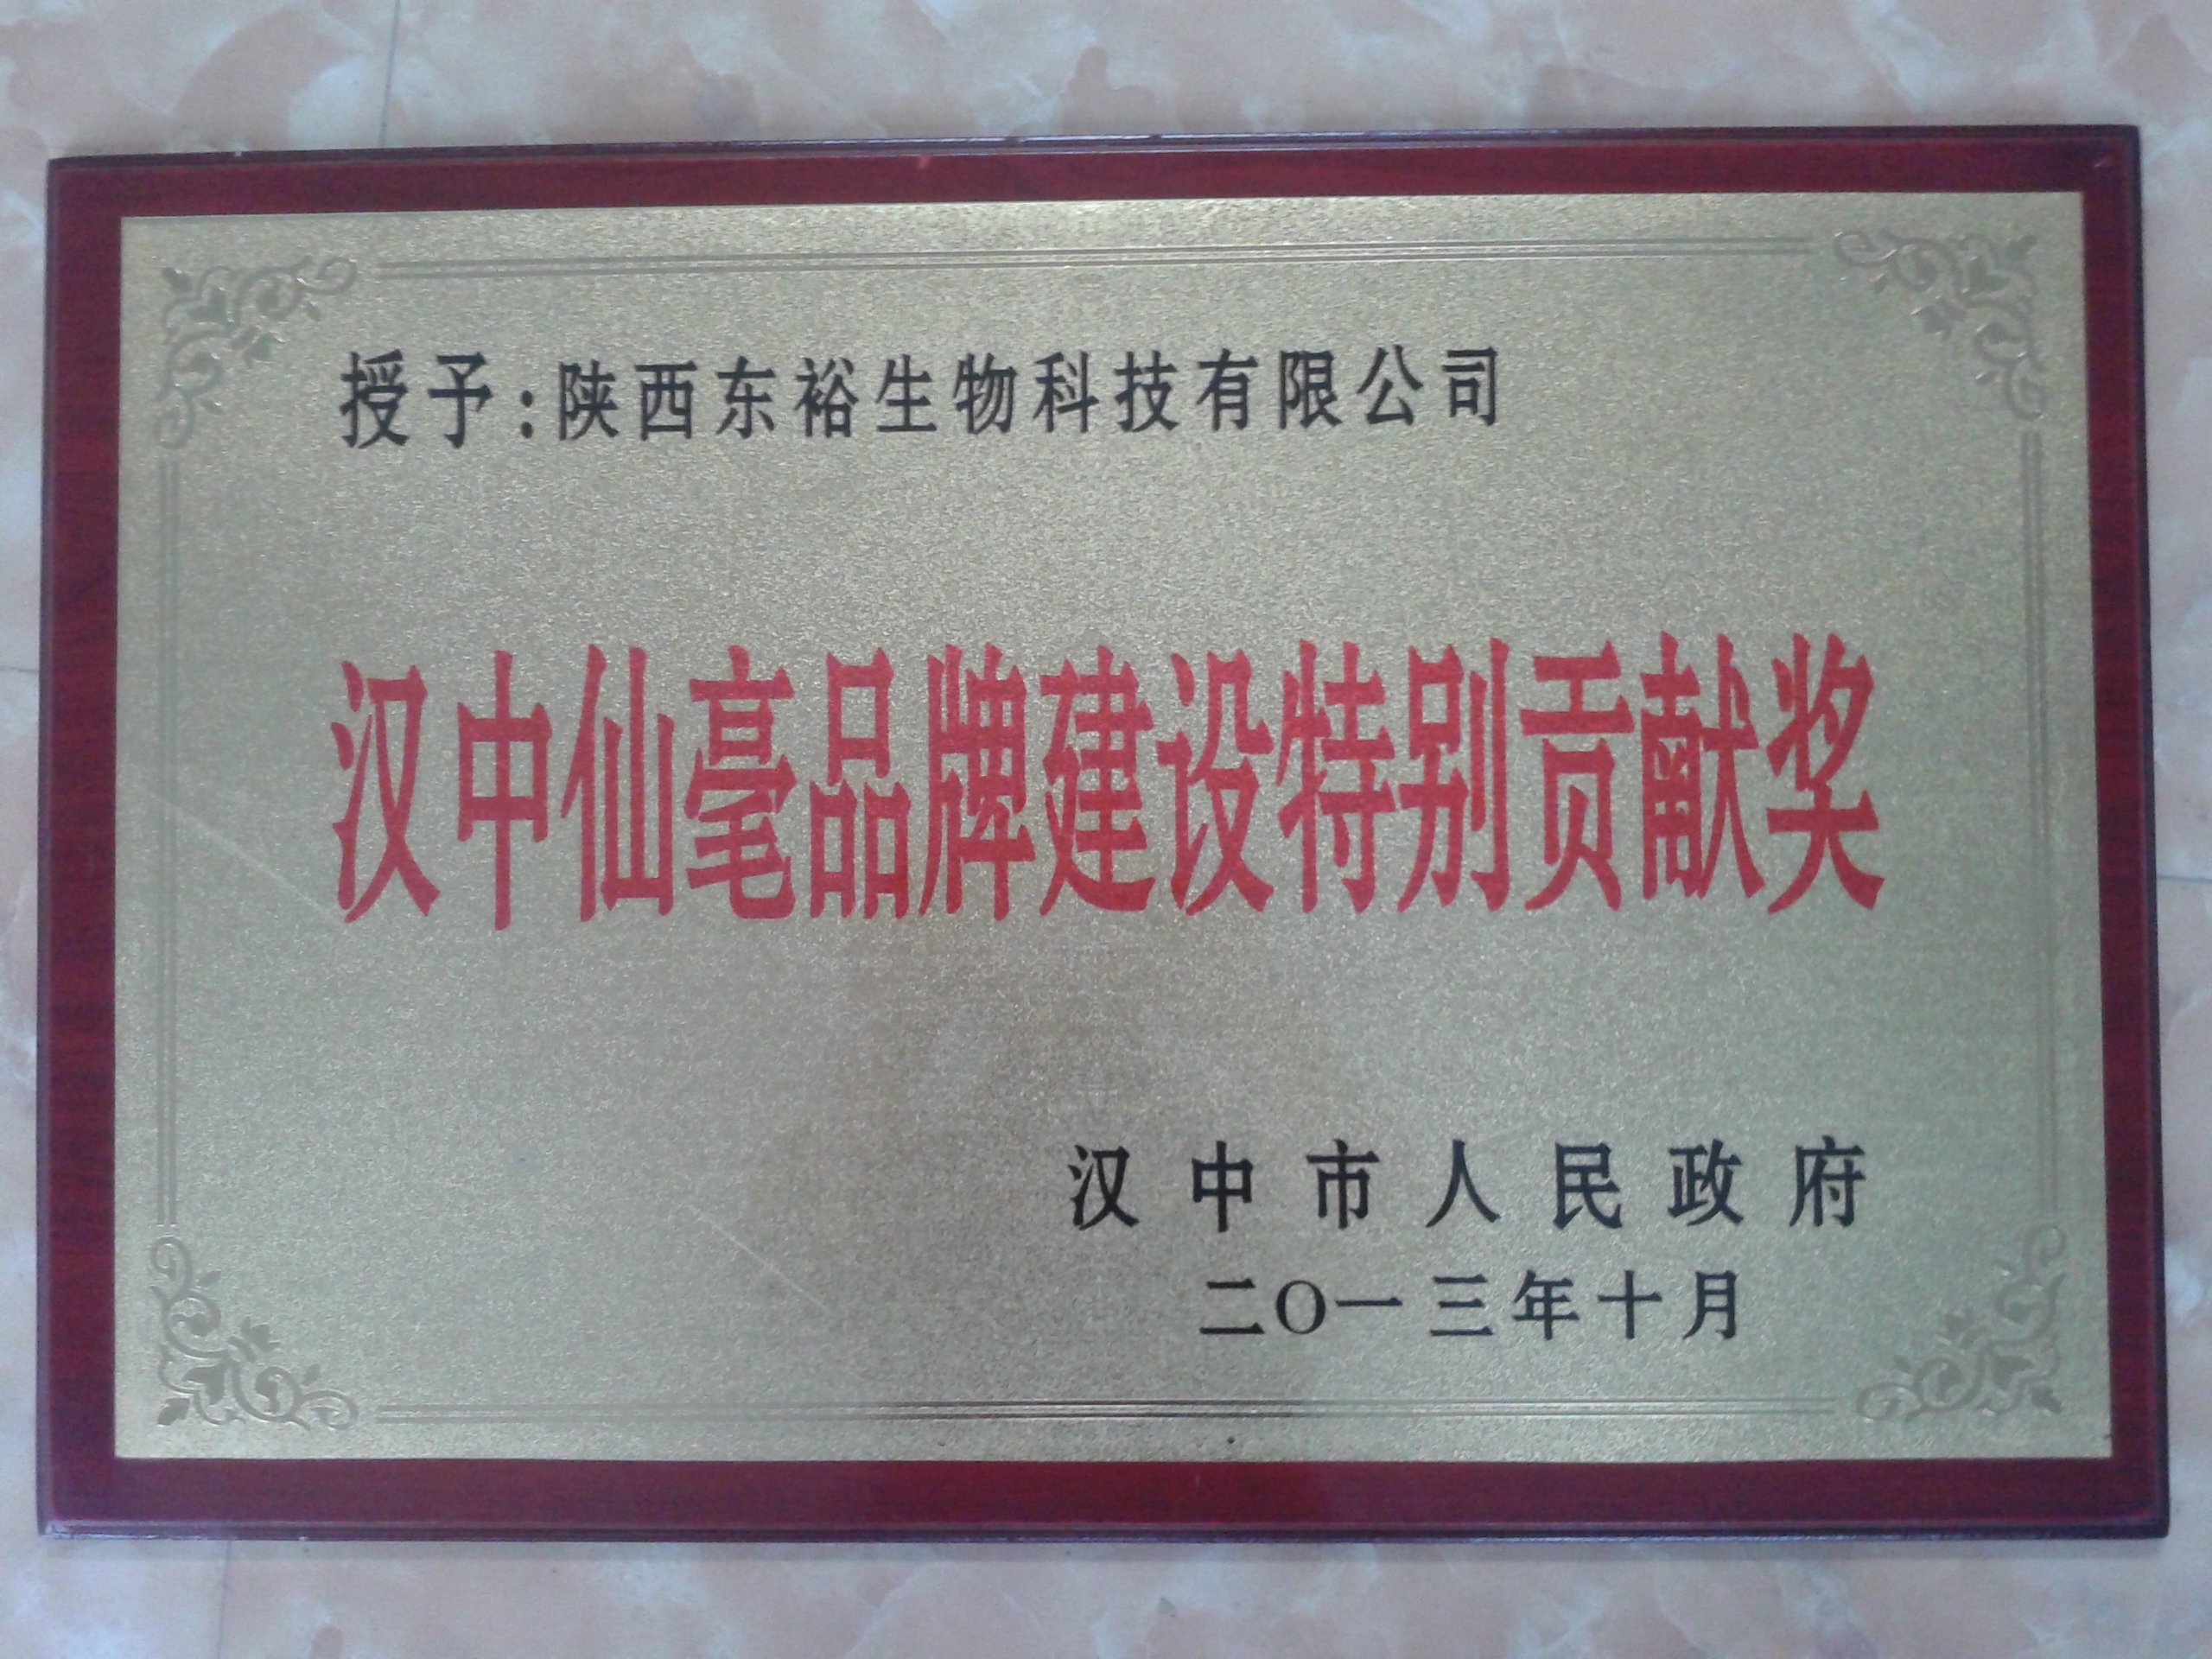 授予:陕西东裕生物科技有限公司
汉中仙毫品牌建设特别贡献奖
汉中市人民政府
二〇一三年十月